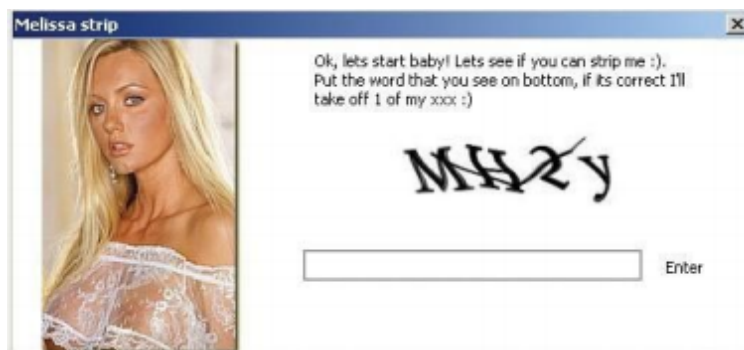 Melissa strip
Ok, lets start baby! Lets see if you can strip me :).
Put the word that you see on bottom, if its correct I'll
take off 1 of my xxx :)
Enter